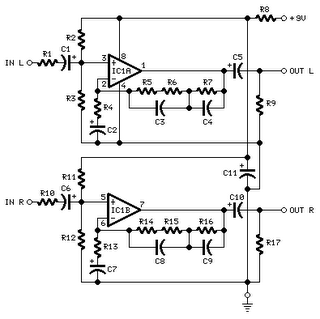 R8
+9V
R2
IN L
R1
C1
+
3
8
1
C5
+
OUT L
+
IC1A
−
2
4
R5
R6
R7
R3
R4
C3
C4
R9
+
C2
R11
+
C11
IN R
R10
C6
+
5
7
C10
+
OUT R
+
IC1B
−
6
R14
R15
R16
R12
R13
C8
C9
R17
+
C7